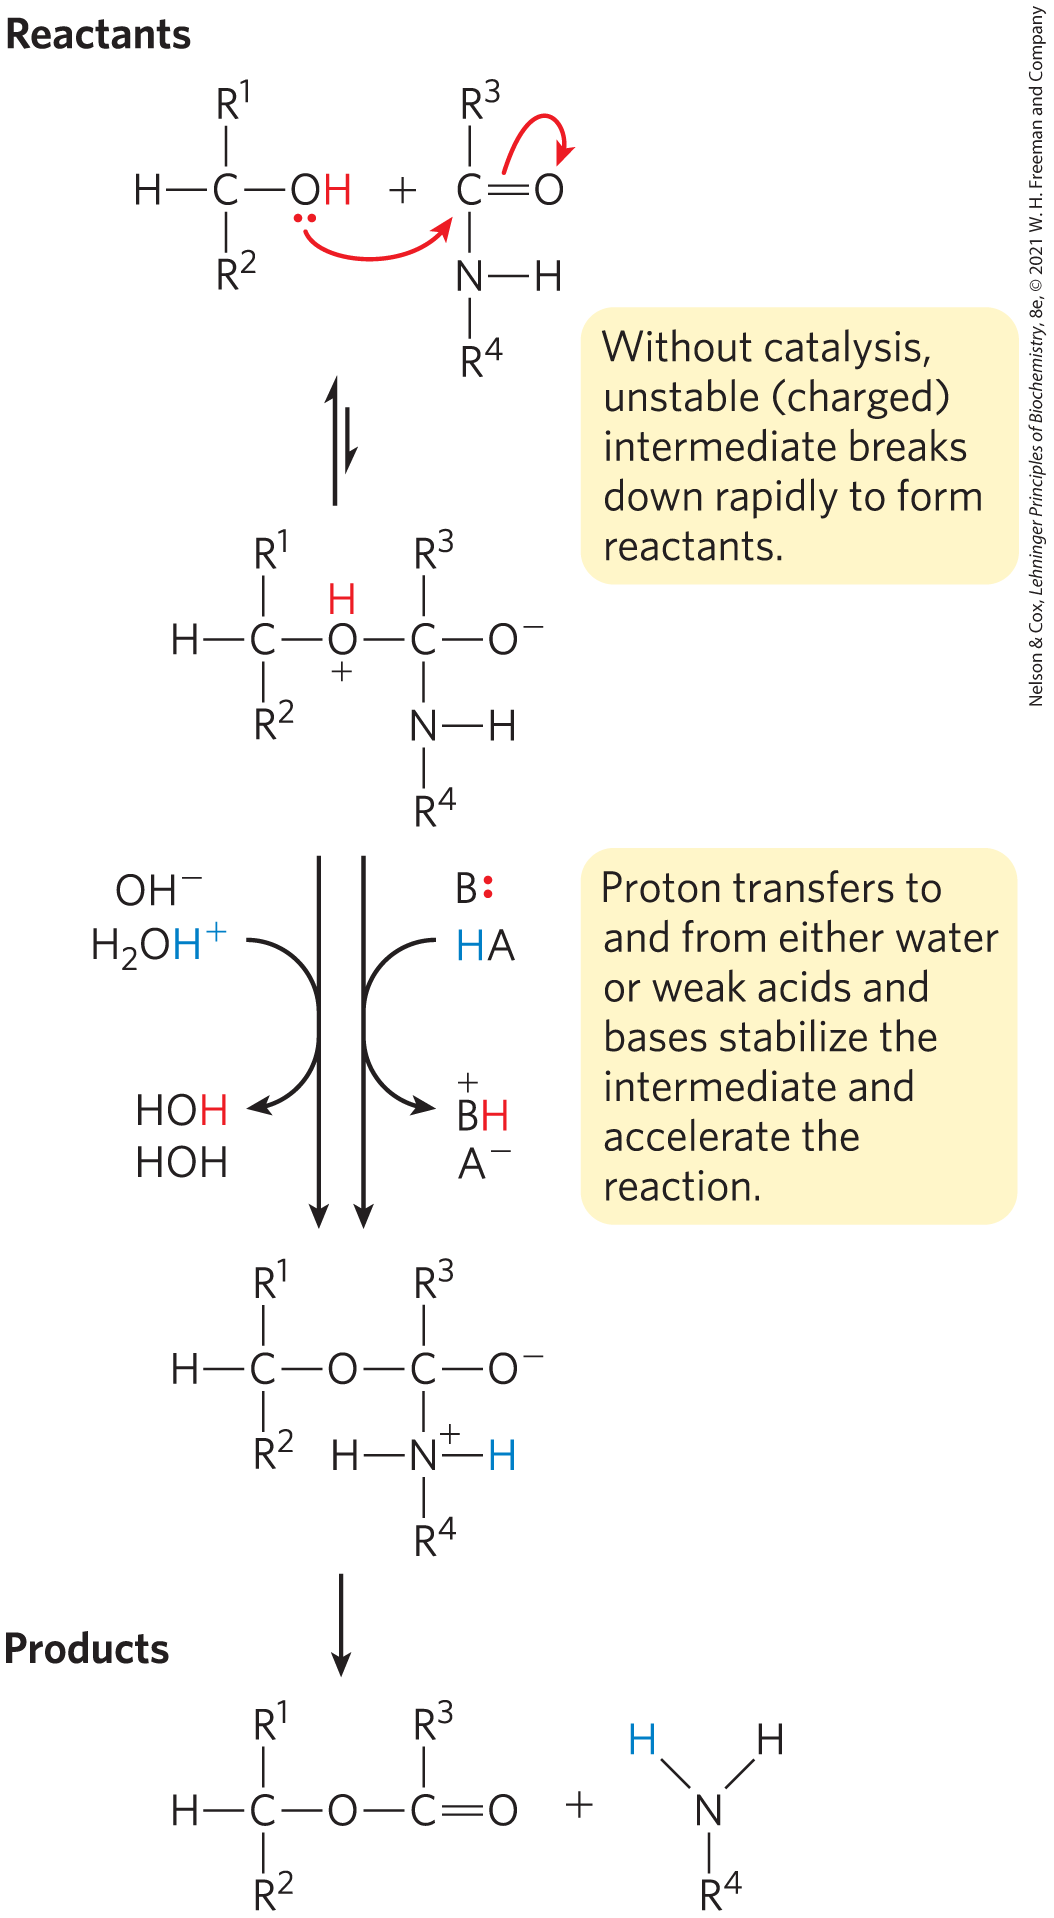 Reactants
R¹ R³
H—C—OH + C=O
R² N—H
R⁴
Without catalysis,
unstable (charged)
intermediate breaks
down rapidly to form
reactants.
R¹ R³
H
H—C—O—C—O⁻
+
R² N—H
R⁴
OH⁻ B:
H₂OH⁺ HA
+
HOH BH
HOH A⁻
Proton transfers to
and from either water
or weak acids and
bases stabilize the
intermediate and
accelerate the
reaction.
R¹ R³
H—C—O—C—O⁻
R² H—N⁺—H
R⁴
Products
R¹ R³ H H
H—C—O—C=O + N
R² R⁴
Nelson & Cox, Lehninger Principles of Biochemistry, 8e, © 2021 W. H. Freeman and Company